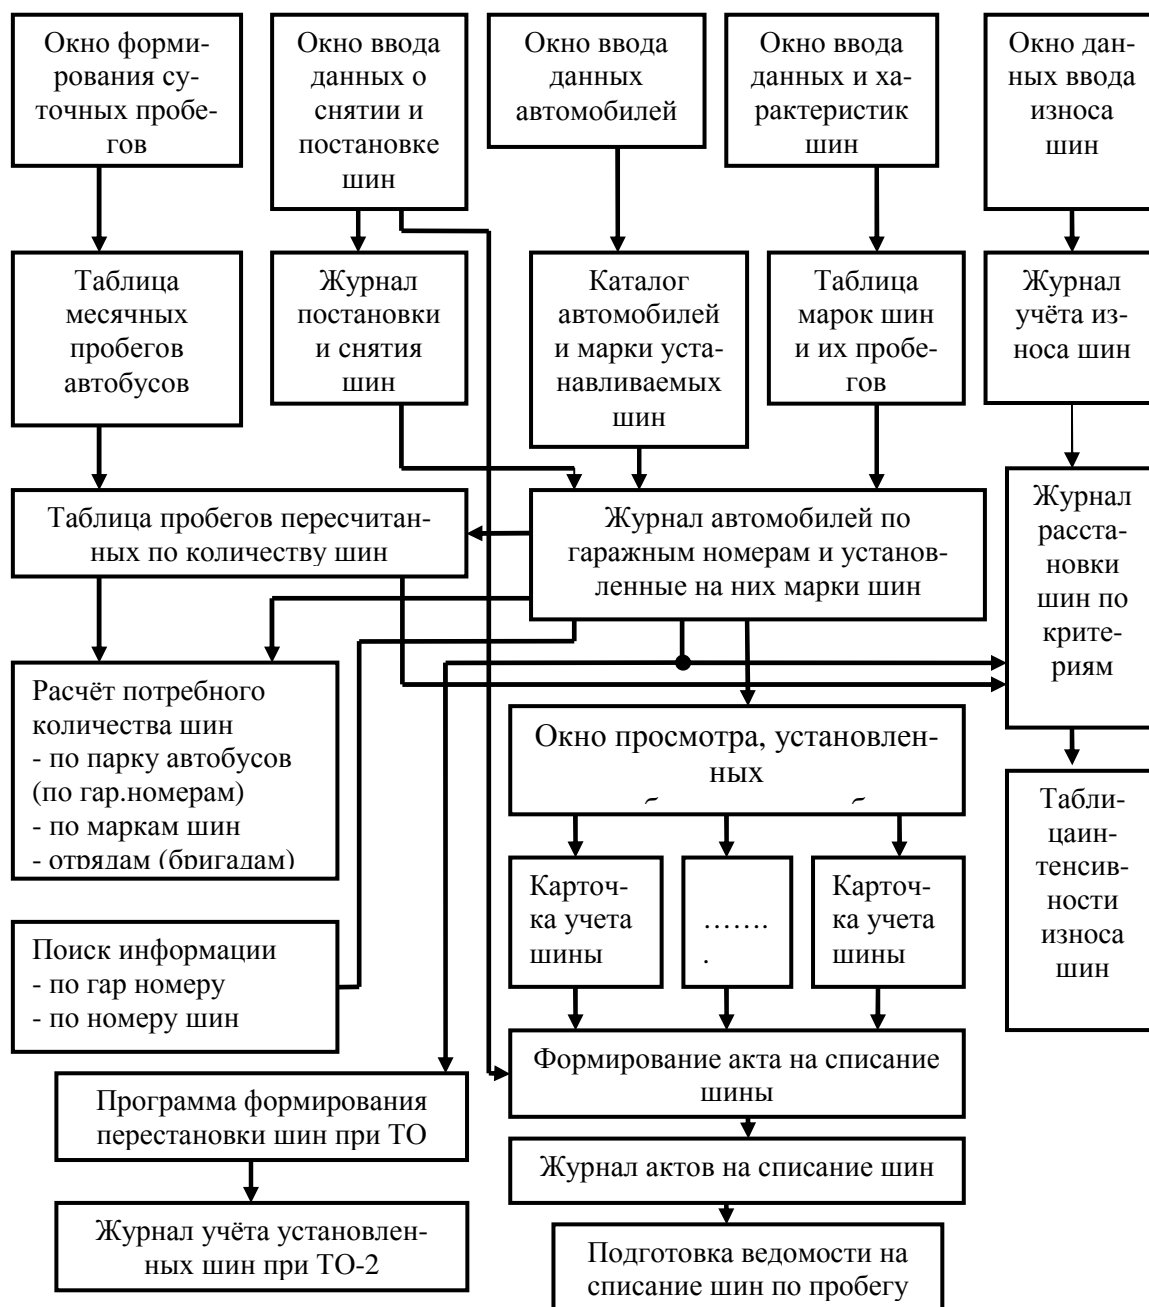 Окно форми-
рования су-
точных пробе-
гов
Окно ввода
данных о
снятии и
постановке
шин
Окно ввода
данных
автомобилей
Окно ввода
данных и ха-
рактеристик
шин
Окно дан-
ных ввода
износа
шин
Таблица
месячных
пробегов
автобусов
Журнал
постановки
и снятия
шин
Каталог
автомобилей
и марки уста-
навливаемых
шин
Таблица
марок шин
и их пробе-
гов
Журнал
учёта из-
носа шин
Таблица пробегов пересчитан-
ных по количеству шин
Журнал автомобилей по
гаражным номерам и установ-
ленные на них марки шин
Журнал
расста-
новки
шин по
крите-
риям
Расчёт потребного
количества шин
- по парку автобусов
(по гар.номерам)
- по маркам шин
- отрядам (бригадам)
Окно просмотра, установлен-
ных
Табли-
цаин-
тенсив-
ности
износа
шин
Карточ-
ка учета
шины
…….
.
Карточ-
ка учета
шины
Поиск информации
- по гар номеру
- по номеру шин
Формирование акта на списание
шины
Программа формирования
перестановки шин при ТО
Журнал актов на списание шин
Журнал учёта установлен-
ных шин при ТО-2
Подготовка ведомости на
списание шин по пробегу